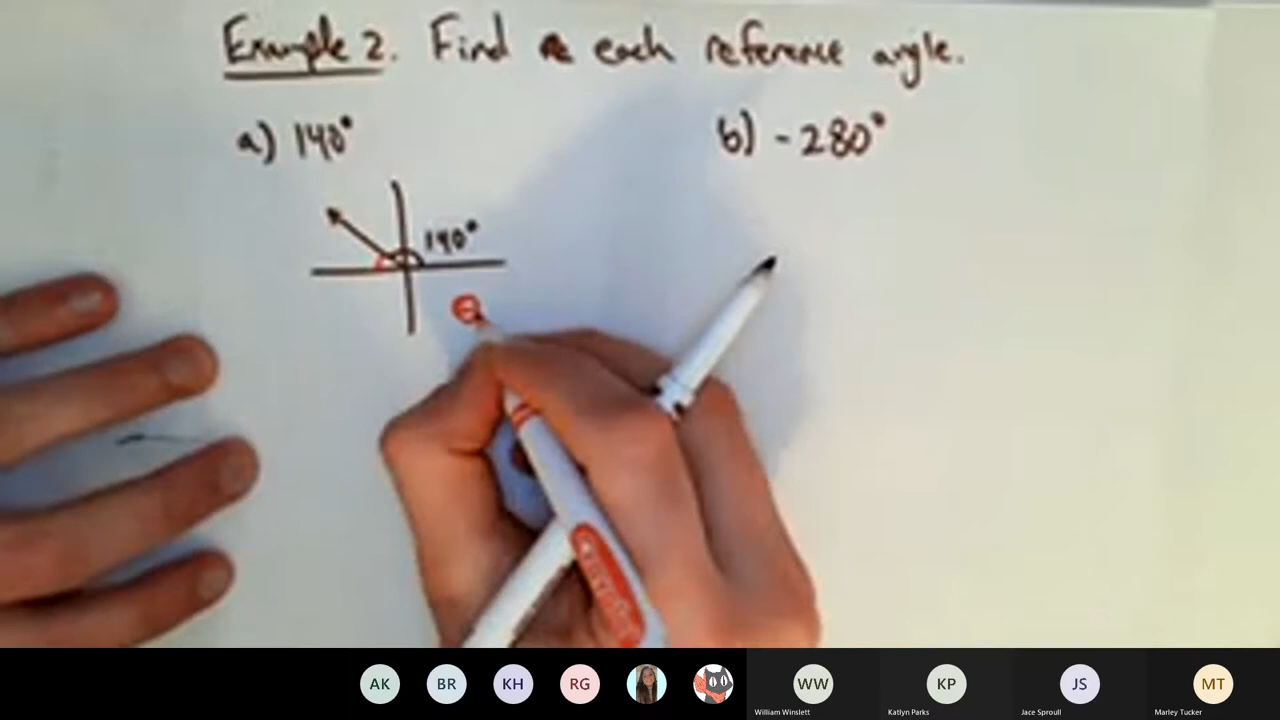 Example 2. Find each reference angle.
a) 140°
b) -280°
140°
θ
AK BR KH RG WW KP JS MT
William Winslett Katlyn Parks Jace Sproull Marley Tucker